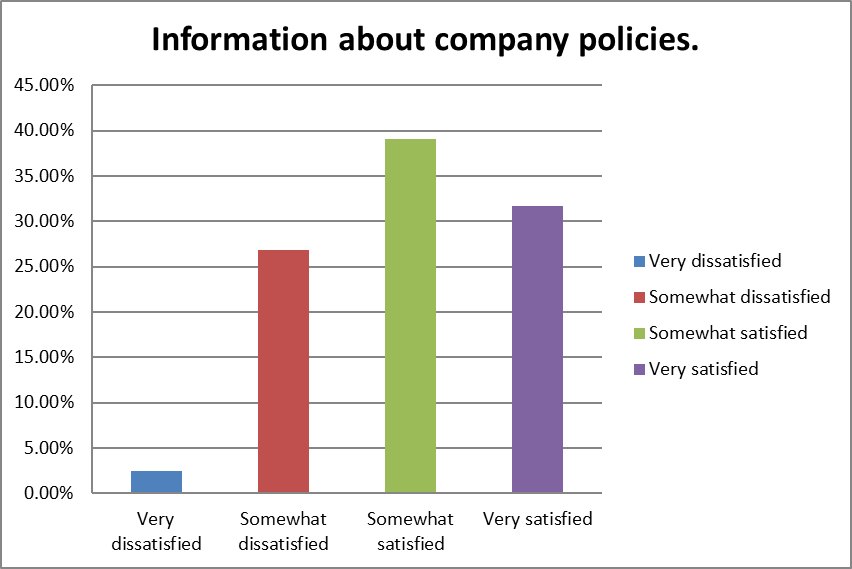 Information about company policies.
45.00%
40.00%
35.00%
30.00%
25.00%
20.00%
15.00%
10.00%
5.00%
0.00%
Very
dissatisfied
Somewhat
dissatisfied
Somewhat
satisfied
Very satisfied
Very dissatisfied
Somewhat dissatisfied
Somewhat satisfied
Very satisfied